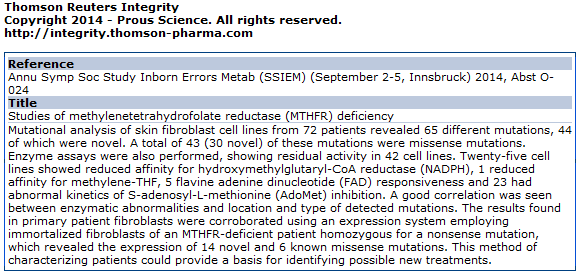 Thomson Reuters Integrity
Copyright 2014 - Prous Science. All rights reserved.
http://integrity.thomson-pharma.com
Reference
Annu Symp Soc Study Inborn Errors Metab (SSIEM) (September 2-5, Innsbruck) 2014, Abst O-
024
Title
Studies of methylenetetrahydrofolate reductase (MTHFR) deficiency
Mutational analysis of skin fibroblast cell lines from 72 patients revealed 65 different mutations, 44
of which were novel. A total of 43 (30 novel) of these mutations were missense mutations.
Enzyme assays were also performed, showing residual activity in 42 cell lines. Twenty-five cell
lines showed reduced affinity for hydroxymethylglutaryl-CoA reductase (NADPH), 1 reduced
affinity for methylene-THF, 5 flavine adenine dinucleotide (FAD) responsiveness and 23 had
abnormal kinetics of S-adenosyl-L-methionine (AdoMet) inhibition. A good correlation was seen
between enzymatic abnormalities and location and type of detected mutations. The results found
in primary patient fibroblasts were corroborated using an expression system employing
immortalized fibroblasts of an MTHFR-deficient patient homozygous for a nonsense mutation,
which revealed the expression of 14 novel and 6 known missense mutations. This method of
characterizing patients could provide a basis for identifying possible new treatments.